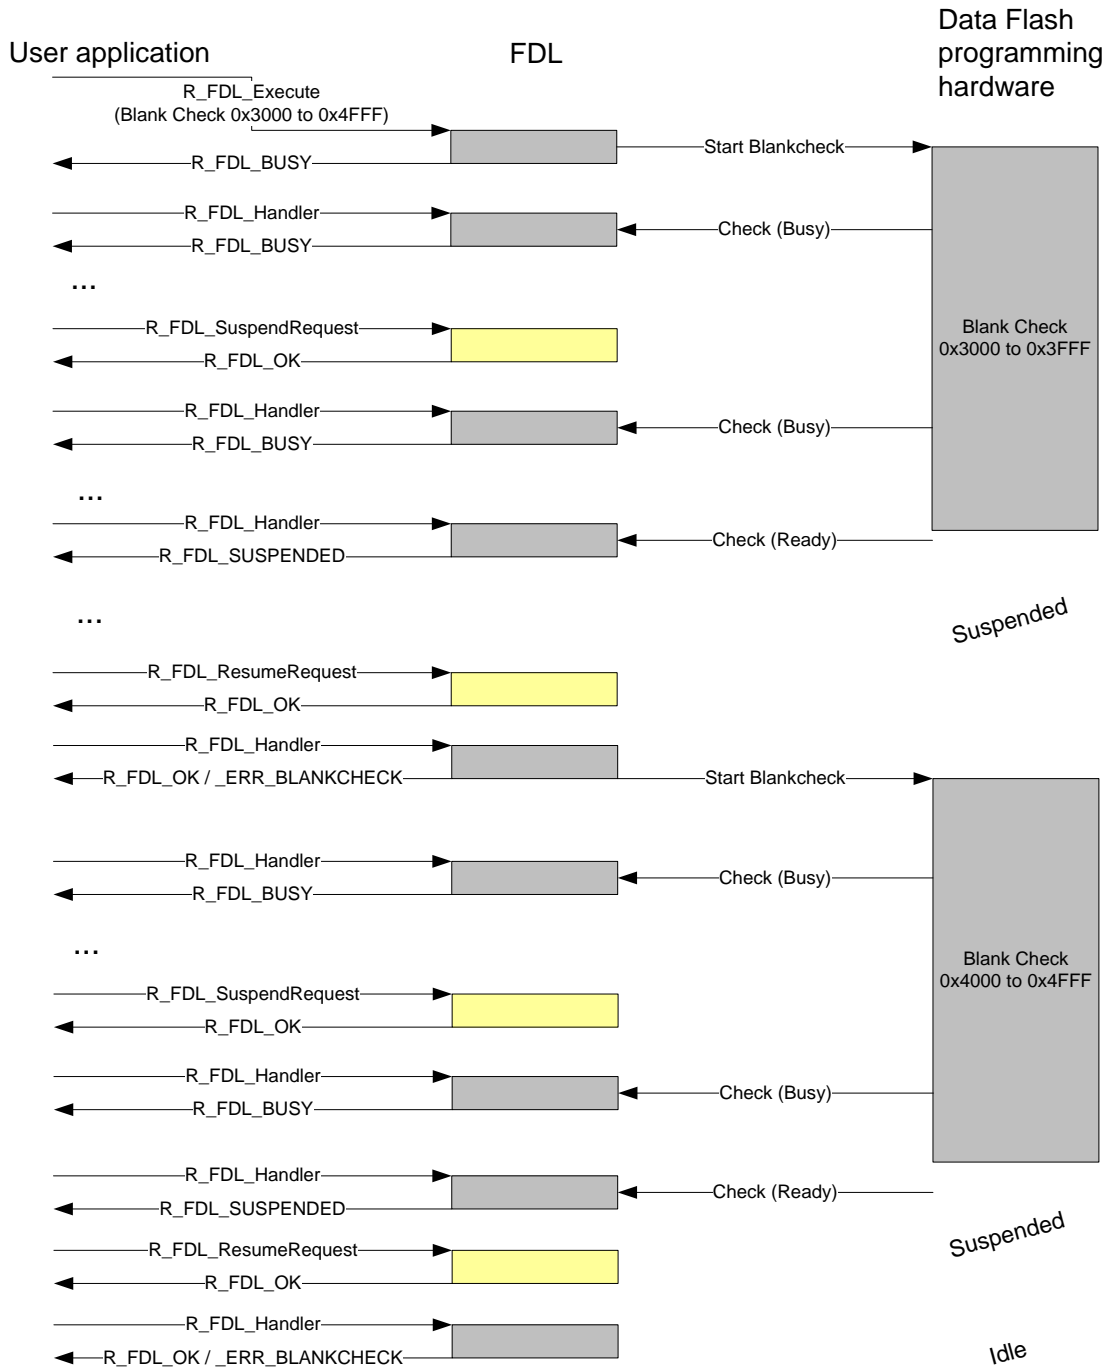 User application
FDL
Data Flash
programming
hardware
R_FDL_Execute
(Blank Check 0x3000 to 0x4FFF)
Start Blankcheck
R_FDL_BUSY
R_FDL_Handler
Check (Busy)
R_FDL_BUSY
...
R_FDL_SuspendRequest
R_FDL_OK
Blank Check
0x3000 to 0x3FFF
R_FDL_Handler
Check (Busy)
R_FDL_BUSY
...
R_FDL_Handler
Check (Ready)
R_FDL_SUSPENDED
...
Suspended
R_FDL_ResumeRequest
R_FDL_OK
R_FDL_Handler
R_FDL_OK / _ERR_BLANKCHECK
Start Blankcheck
R_FDL_Handler
Check (Busy)
R_FDL_BUSY
...
Blank Check
0x4000 to 0x4FFF
R_FDL_SuspendRequest
R_FDL_OK
R_FDL_Handler
Check (Busy)
R_FDL_BUSY
R_FDL_Handler
Check (Ready)
R_FDL_SUSPENDED
Suspended
R_FDL_ResumeRequest
R_FDL_OK
R_FDL_Handler
R_FDL_OK / _ERR_BLANKCHECK
Idle